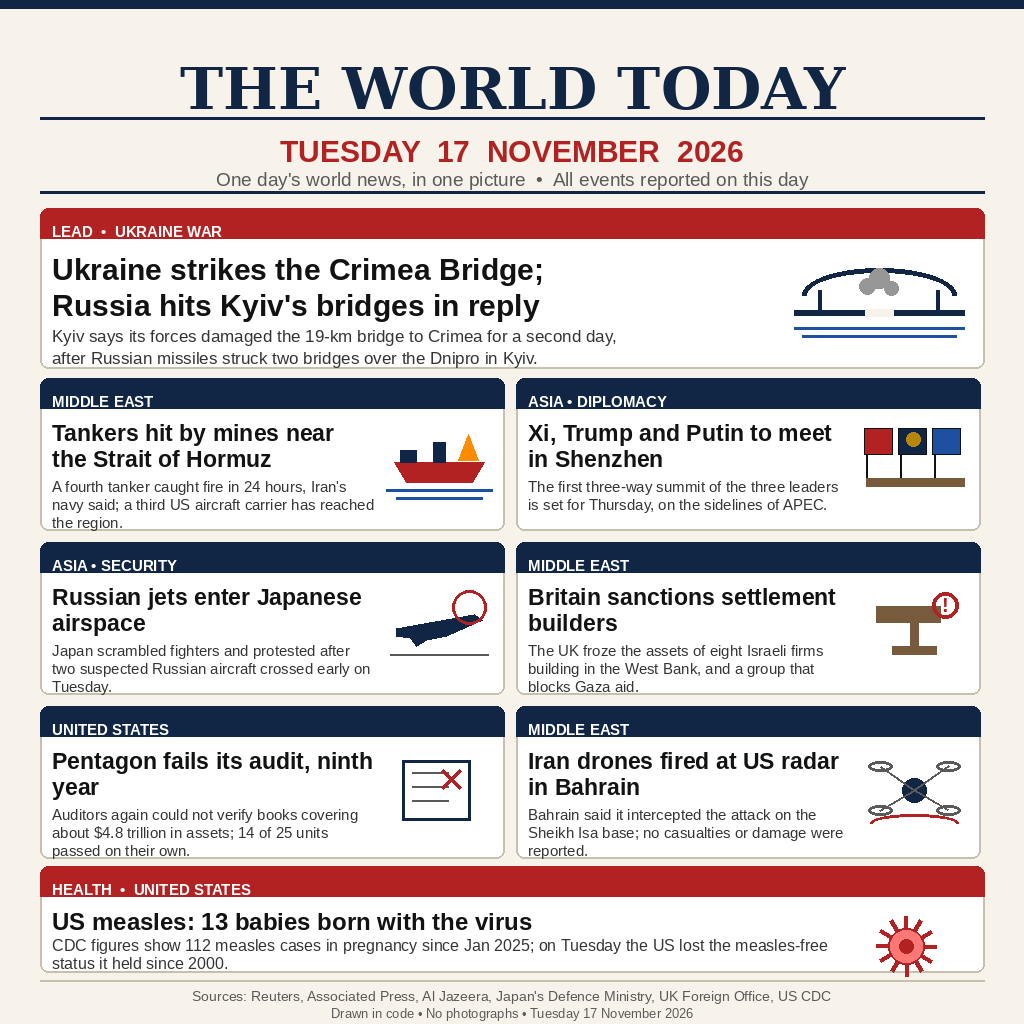 THE WORLD TODAY
TUESDAY 17 NOVEMBER 2026
One day's world news, in one picture • All events reported on this day
LEAD • UKRAINE WAR
Ukraine strikes the Crimea Bridge;
Russia hits Kyiv's bridges in reply
Kyiv says its forces damaged the 19-km bridge to Crimea for a second day,
after Russian missiles struck two bridges over the Dnipro in Kyiv.
MIDDLE EAST
Tankers hit by mines near
the Strait of Hormuz
A fourth tanker caught fire in 24 hours, Iran's
navy said; a third US aircraft carrier has reached
the region.
ASIA • DIPLOMACY
Xi, Trump and Putin to meet
in Shenzhen
The first three-way summit of the three leaders
is set for Thursday, on the sidelines of APEC.
ASIA • SECURITY
Russian jets enter Japanese
airspace
Japan scrambled fighters and protested after
two suspected Russian aircraft crossed early on
Tuesday.
MIDDLE EAST
Britain sanctions settlement
builders
The UK froze the assets of eight Israeli firms
building in the West Bank, and a group that
blocks Gaza aid.
!
UNITED STATES
Pentagon fails its audit, ninth
year
Auditors again could not verify books covering
about $4.8 trillion in assets; 14 of 25 units
passed on their own.
MIDDLE EAST
Iran drones fired at US radar
in Bahrain
Bahrain said it intercepted the attack on the
Sheikh Isa base; no casualties or damage were
reported.
HEALTH • UNITED STATES
US measles: 13 babies born with the virus
CDC figures show 112 measles cases in pregnancy since Jan 2025; on Tuesday the US lost the measles-free
status it held since 2000.
Sources: Reuters, Associated Press, Al Jazeera, Japan's Defence Ministry, UK Foreign Office, US CDC
Drawn in code • No photographs • Tuesday 17 November 2026